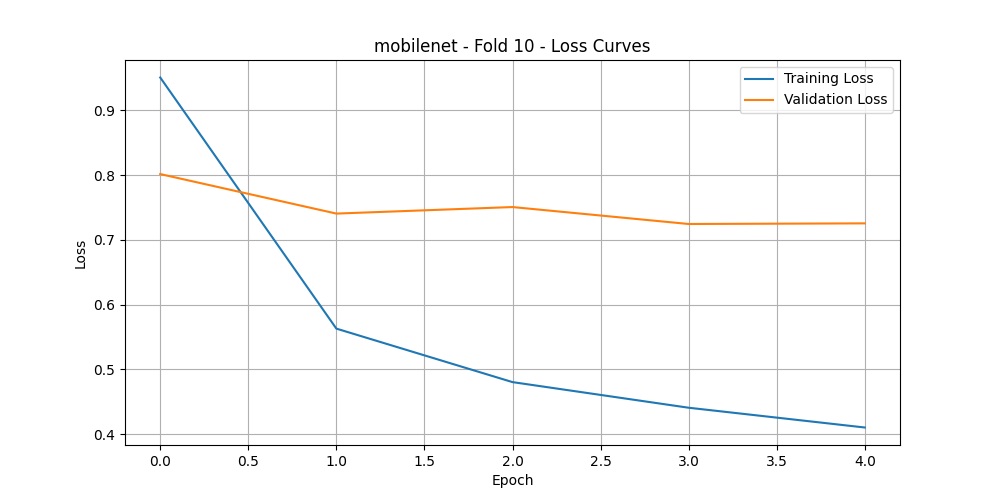 mobilenet - Fold 10 - Loss Curves
Training Loss
Validation Loss
0.9
0.8
0.7
0.6
0.5
0.4
Loss
0.0 0.5 1.0 1.5 2.0 2.5 3.0 3.5 4.0
Epoch